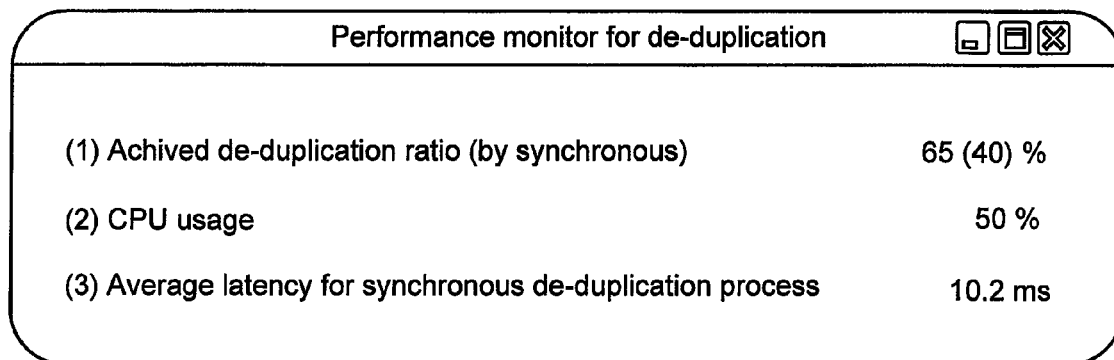 Performance monitor for de-duplication
(1) Achived de-duplication ratio (by synchronous) 65 (40) %
(2) CPU usage 50 %
(3) Average latency for synchronous de-duplication process 10.2 ms